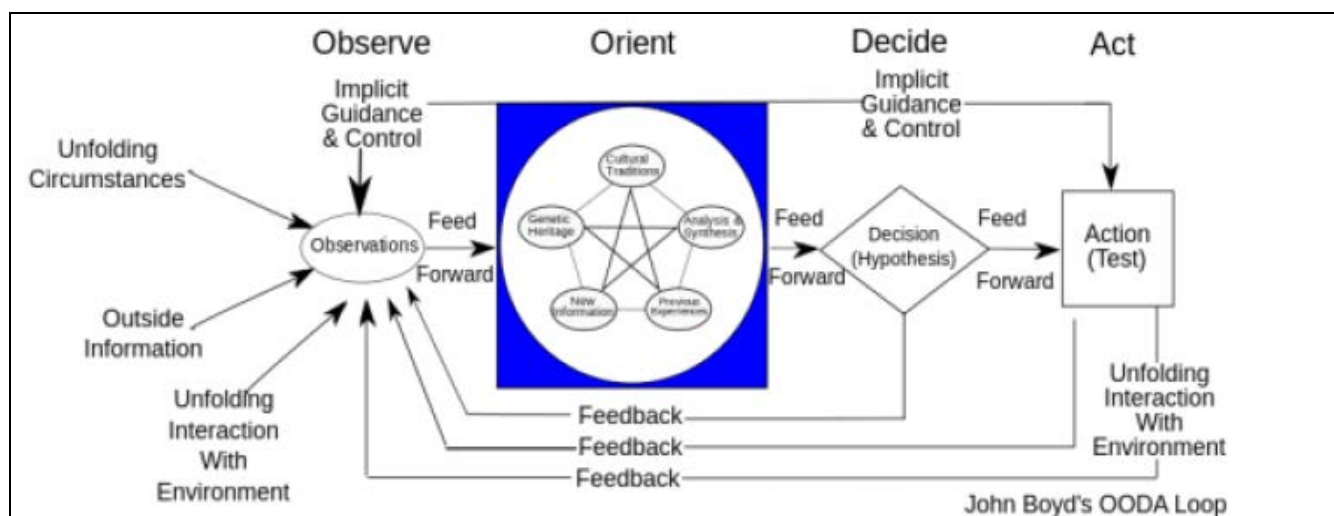 Observe
Orient
Decide
Act
Implicit
Guidance
& Control
Implicit
Guidance
& Control
Unfolding
Circumstances
Observations
Feed
Forward
Cultural
Traditions
Genetic
Heritage
Analysis &
Synthesis
New
Information
Previous
Experiences
Feed
Forward
Decision
(Hypothesis)
Feed
Forward
Action
(Test)
Outside
Information
Unfolding
Interaction
With
Environment
Unfolding
Interaction
With
Environment
Feedback
Feedback
Feedback
John Boyd's OODA Loop